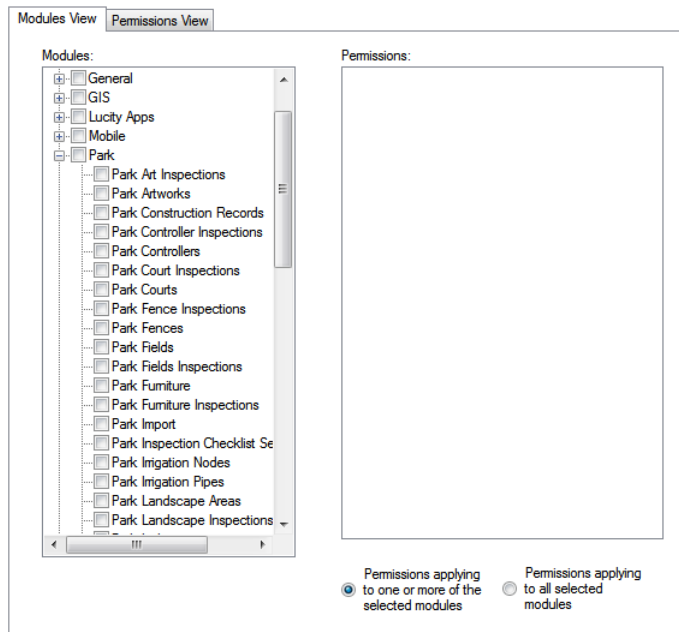 Modules View
Permissions View
Modules:
Permissions:
General
GIS
Lucity Apps
Mobile
Park
Park Art Inspections
Park Artworks
Park Construction Records
Park Controller Inspections
Park Controllers
Park Court Inspections
Park Courts
Park Fence Inspections
Park Fences
Park Fields
Park Fields Inspections
Park Furniture
Park Furniture Inspections
Park Import
Park Inspection Checklist Se
Park Irrigation Nodes
Park Irrigation Pipes
Park Landscape Areas
Park Landscape Inspections
Permissions applying
to one or more of the
selected modules
Permissions applying
to all selected
modules